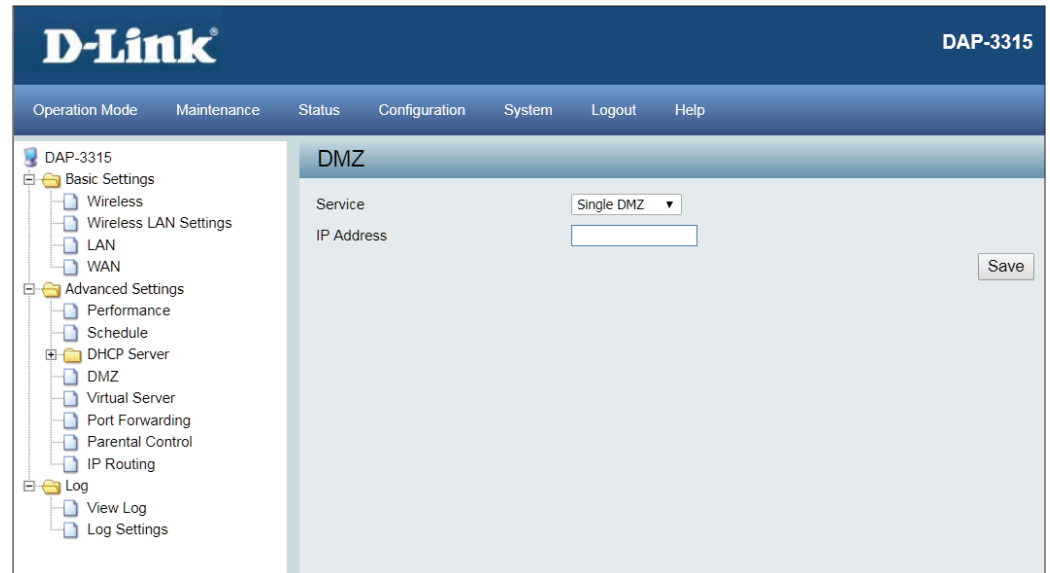 D-Link®
DAP-3315
Operation Mode Maintenance Status Configuration System Logout Help
DAP-3315
Basic Settings
Wireless
Wireless LAN Settings
LAN
WAN
Advanced Settings
Performance
Schedule
DHCP Server
DMZ
Virtual Server
Port Forwarding
Parental Control
IP Routing
Log
View Log
Log Settings
DMZ
Service Single DMZ
IP Address
Save